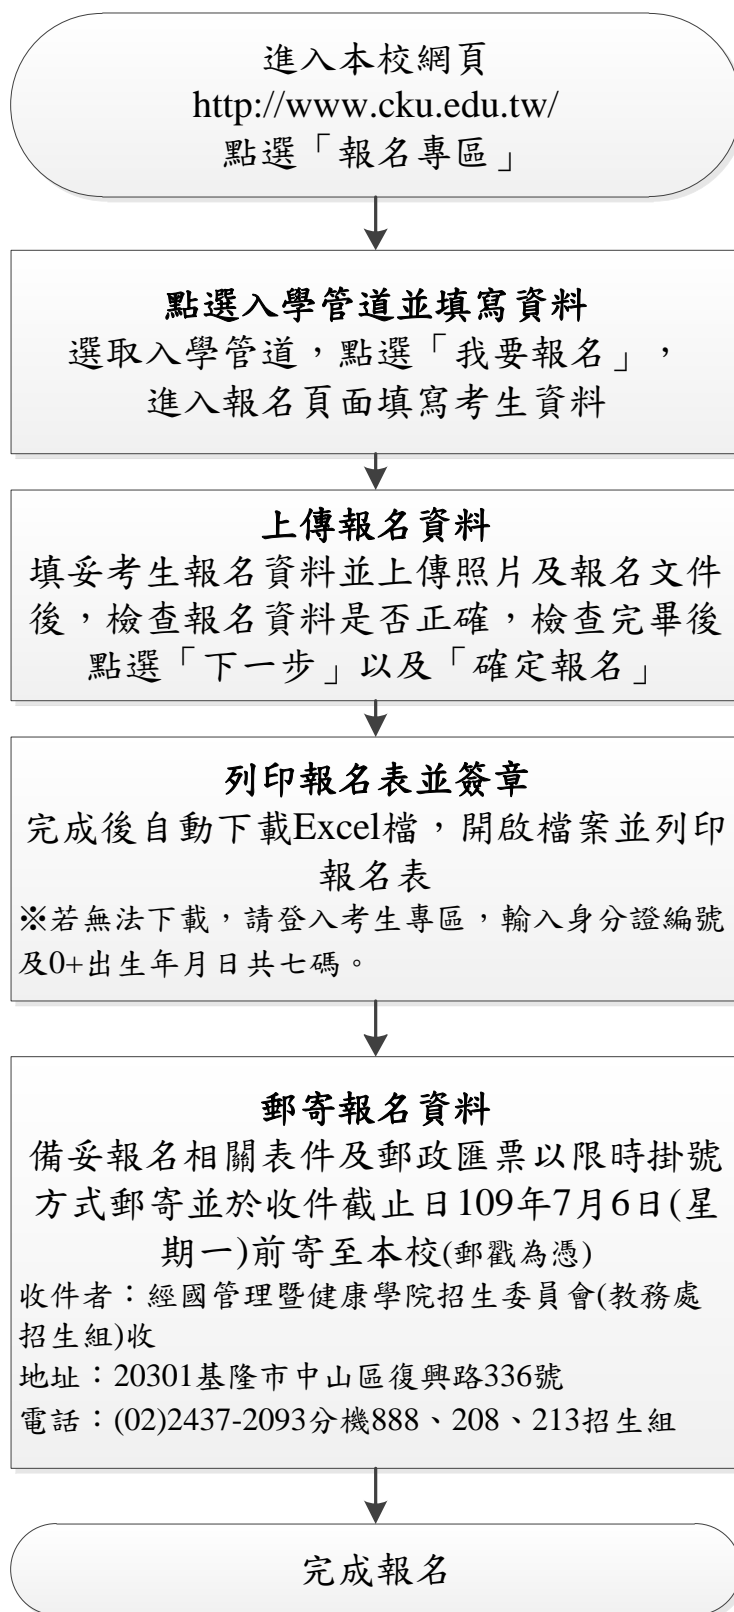 進入本校網頁
http://www.cku.edu.tw/
點選「報名專區」
點選入學管道並填寫資料
選取入學管道，點選「我要報名」，
進入報名頁面填寫考生資料
上傳報名資料
填妥考生報名資料並上傳照片及報名文件
後，檢查報名資料是否正確，檢查完畢後
點選「下一步」以及「確定報名」
列印報名表並簽章
完成後自動下載Excel檔，開啟檔案並列印
報名表
※若無法下載，請登入考生專區，輸入身分證編號
及0+出生年月日共七碼。
郵寄報名資料
備妥報名相關表件及郵政匯票以限時掛號
方式郵寄並於收件截止日109年7月6日(星
期一)前寄至本校(郵戳為憑)
收件者：經國管理暨健康學院招生委員會(教務處
招生組)收
地址：20301基隆市中山區復興路336號
電話：(02)2437-2093分機888、208、213招生組
完成報名